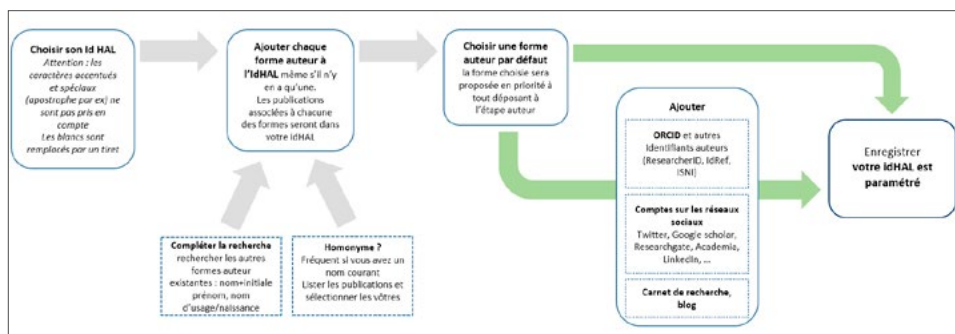 Choisir son Id HAL
Attention : les
caractères accentués
et spéciaux
(apostrophe par ex) ne
sont pas pris en
compte
Les blancs sont
remplacés par un tiret
Ajouter chaque
forme auteur à
l'IdHAL même s'il n'y
en a qu'une.
Les publications
associées à chacune
des formes seront dans
votre IdHAL
Choisir une forme
auteur par défaut
la forme choisie sera
proposée en priorité à
tout dépôsant à
l'étape auteur
Compléter la recherche
rechercher les autres
formes auteur
existantes : nom+initiale
prénom, nom
d'usage/naissance
Homonyme ?
Fréquent si vous avez un
nom courant
Lister les publications et
sélectionner les vôtres
Ajouter
ORCID et autres
identifiants auteurs
(ResearcherID, IdRef,
ISNI)
Comptes sur les réseaux
sociaux
Twitter, Google scholar,
Researchgate, Academia,
LinkedIn, ...
Carnet de recherche,
blog
Enregistrer
votre idHAL est
paramétré